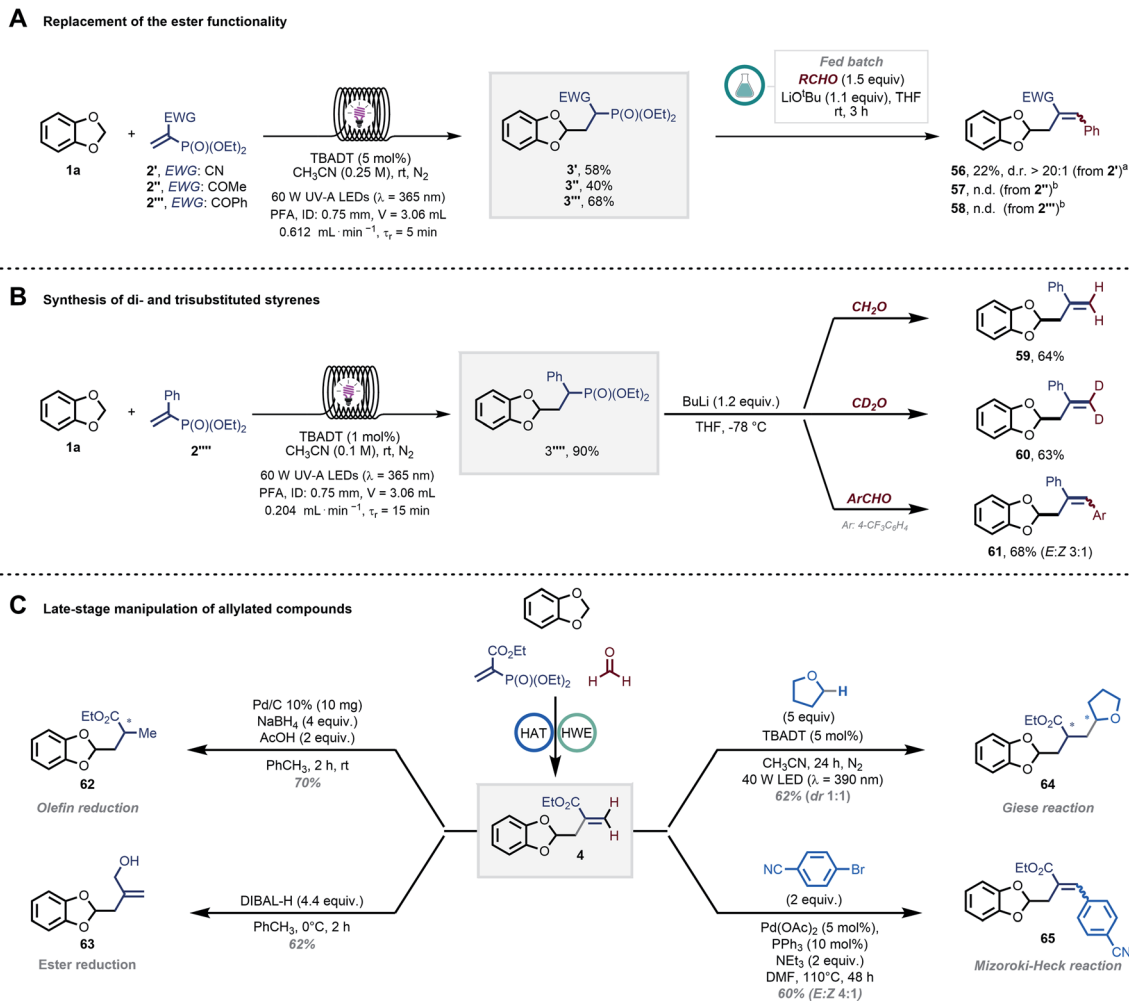 A Replacement of the ester functionality
Fed batch
RCHO (1.5 equiv)
LiOᵗBu (1.1 equiv), THF
rt, 3 h
O
O
1a
+
EWG
P(O)(OEt)₂
2', EWG: CN
2'', EWG: COMe
2''', EWG: COPh
TBADT (5 mol%)
CH₃CN (0.25 M), rt, N₂
60 W UV-A LEDs (λ = 365 nm)
PFA, ID: 0.75 mm, V = 3.06 mL
0.612 mL·min⁻¹, τᵣ = 5 min
EWG
O
P(O)(OEt)₂
O
3', 58%
3'', 40%
3''', 68%
EWG
O
O
Ph
56, 22%, d.r. > 20:1 (from 2')ᵃ
57, n.d. (from 2'')ᵇ
58, n.d. (from 2''')ᵇ
B Synthesis of di- and trisubstituted styrenes
O
O
1a
+
Ph
P(O)(OEt)₂
2''''
TBADT (1 mol%)
CH₃CN (0.1 M), rt, N₂
60 W UV-A LEDs (λ = 365 nm)
PFA, ID: 0.75 mm, V = 3.06 mL
0.204 mL·min⁻¹, τᵣ = 15 min
Ph
O
P(O)(OEt)₂
O
3'''', 90%
BuLi (1.2 equiv.)
THF, -78 °C
CH₂O
CD₂O
ArCHO
Ar: 4-CF₃C₆H₄
Ph
H
O
O
H
59, 64%
Ph
D
O
O
D
60, 63%
Ph
O
O
Ar
61, 68% (E:Z 3:1)
C Late-stage manipulation of allylated compounds
O
O
CO₂Et
P(O)(OEt)₂
O
H
H
HAT
HWE
EtO₂C
H
O
O
H
4
Pd/C 10% (10 mg)
NaBH₄ (4 equiv.)
AcOH (2 equiv.)
PhCH₃, 2 h, rt
70%
EtO₂C
*
Me
O
O
62
Olefin reduction
DIBAL-H (4.4 equiv.)
PhCH₃, 0°C, 2 h
62%
OH
O
O
63
Ester reduction
O
H
(5 equiv)
TBADT (5 mol%)
CH₃CN, 24 h, N₂
40 W LED (λ = 390 nm)
62% (dr 1:1)
EtO₂C
*
*
O
O
O
64
Giese reaction
NC
Br
(2 equiv.)
Pd(OAc)₂ (5 mol%),
PPh₃ (10 mol%)
NEt₃ (2 equiv.)
DMF, 110°C, 48 h
60% (E:Z 4:1)
EtO₂C
O
O
CN
65
Mizoroki-Heck reaction